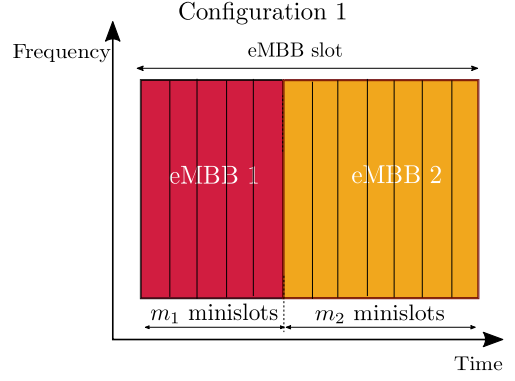 Configuration 1
Frequency
eMBB slot
eMBB 1
eMBB 2
m₁ minislots
m₂ minislots
Time